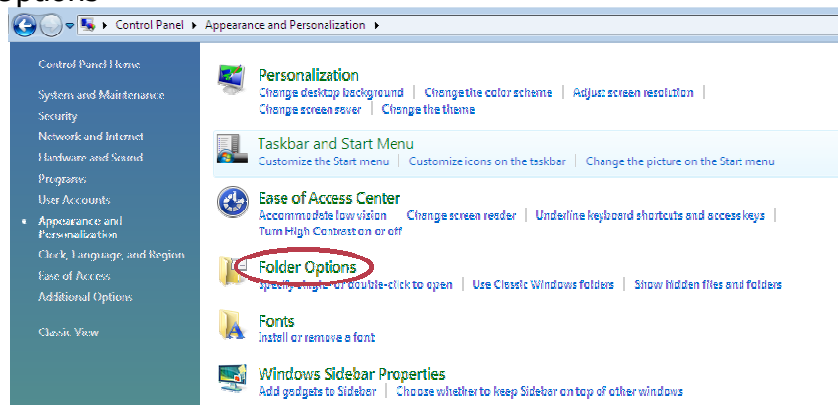 Control Panel Appearance and Personalization
Control Panel Home
System and Maintenance
Security
Network and Internet
Hardware and Sound
Programs
User Accounts
Appearance and
Personalization
Clock, Language, and Region
Ease of Access
Additional Options
Classic View
Personalization
Change desktop background Change the color scheme Adjust screen resolution
Change screen saver Change the theme
Taskbar and Start Menu
Customize the Start menu Customize icons on the taskbar Change the picture on the Start menu
Ease of Access Center
Accommodate low vision Change screen reader Underline keyboard shortcuts and access keys
Turn High Contrast on or off
Folder Options
Specify single- or double-click to open Use Classic Windows folders Show hidden files and folders
Fonts
Install or remove a font
Windows Sidebar Properties
Add gadgets to Sidebar Choose whether to keep Sidebar on top of other windows